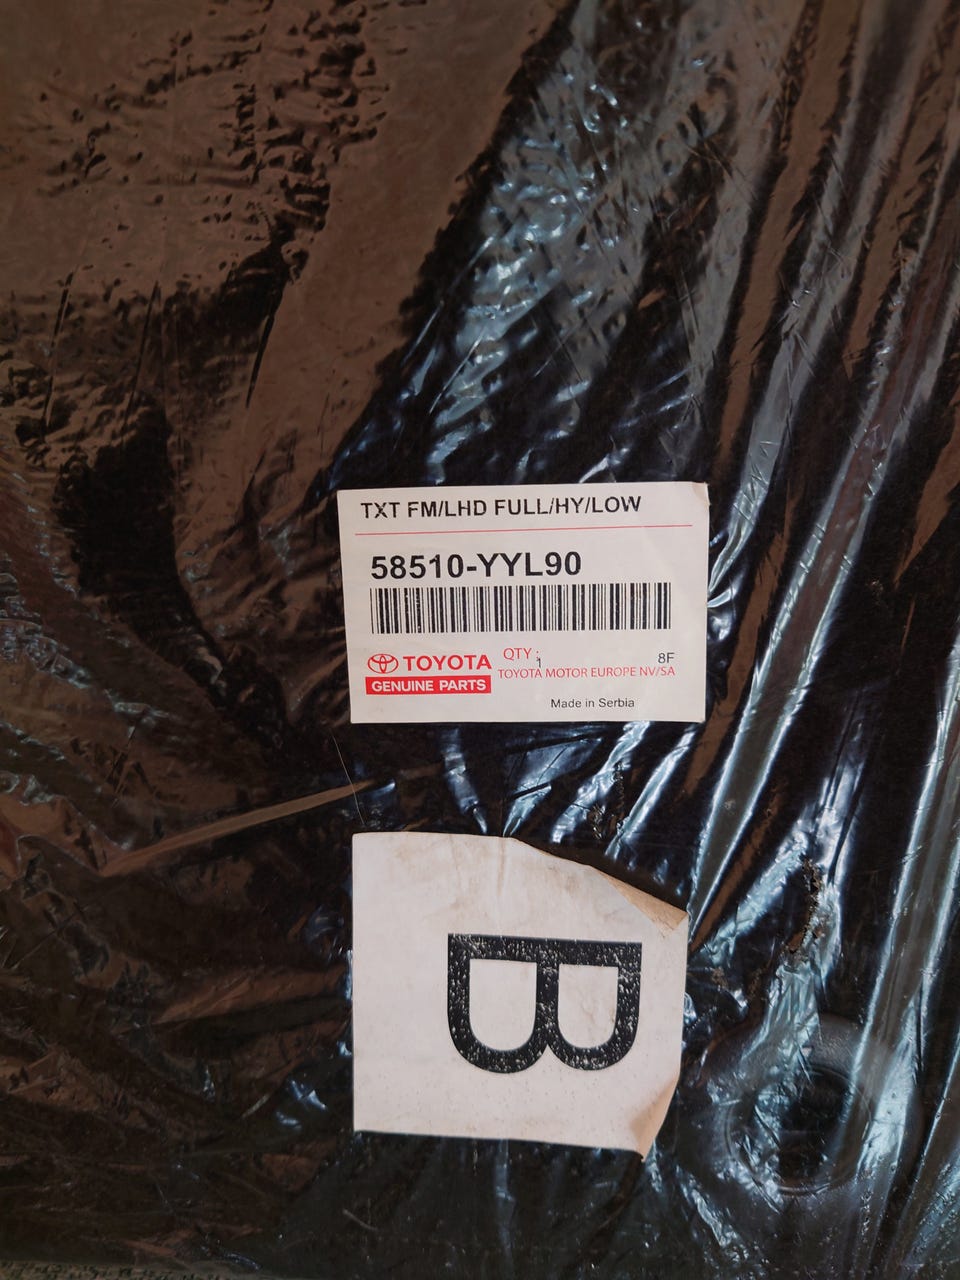 TXT FM/LHD FULL/HY/LOW
58510-YYL90
TOYOTA
GENUINE PARTS
QTY : 1
8F
TOYOTA MOTOR EUROPE NV/SA
Made in Serbia
B